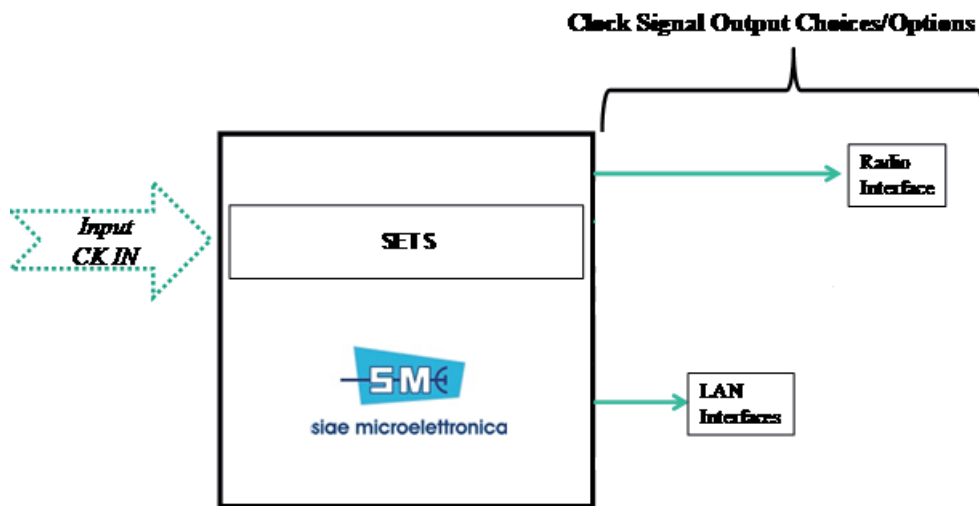 Clock Signal Output Choices/Options
Radio
Interface
Input
CK IN
SETS
SM
siae microelettronica
LAN
Interfaces